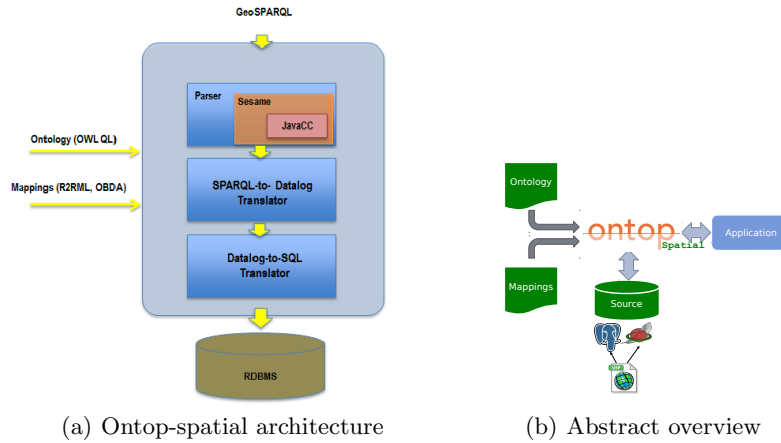 GeoSPARQL
Parser
Sesame
JavaCC
Ontology (OWL QL)
Mappings (R2RML, OBDA)
SPARQL-to- Datalog
Translator
Datalog-to-SQL
Translator
RDBMS
(a) Ontop-spatial architecture
Ontology
ontop
Spatial
Application
Mappings
Source
SHP
(b) Abstract overview